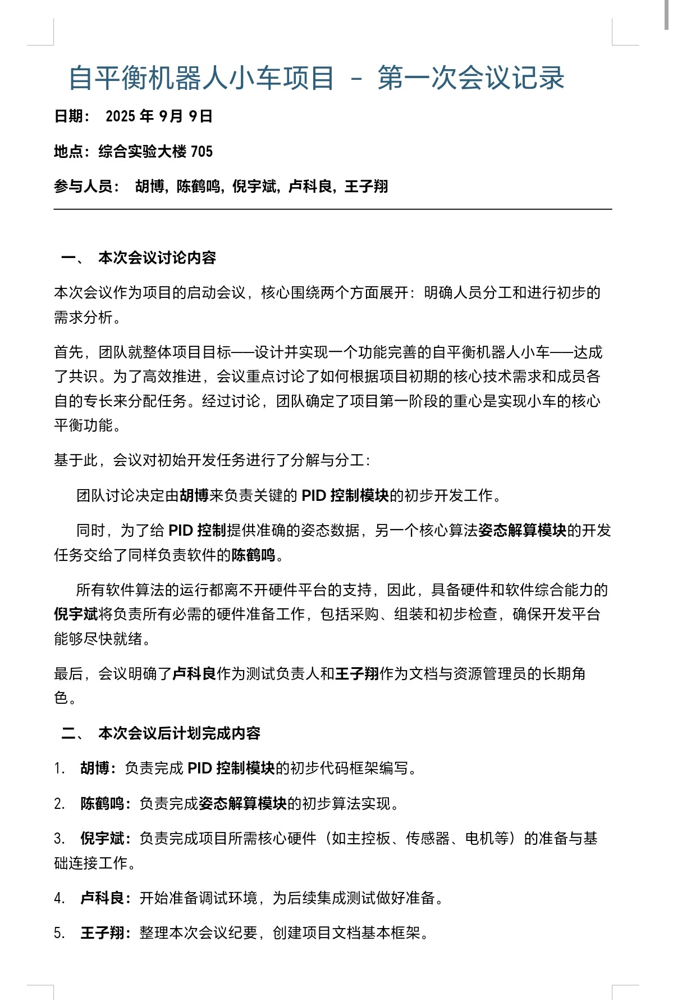 自平衡机器人小车项目 - 第一次会议记录
日期： 2025 年 9月 9日
地点：综合实验大楼 705
参与人员： 胡博, 陈鹤鸣, 倪宇斌, 卢科良, 王子翔
一、 本次会议讨论内容
本次会议作为项目的启动会议，核心围绕两个方面展开：明确人员分工和进行初步的
需求分析。
首先，团队就整体项目目标——设计并实现一个功能完善的自平衡机器人小车——达成
了共识。为了高效推进，会议重点讨论了如何根据项目初期的核心技术需求和成员各
自的专长来分配任务。经过讨论，团队确定了项目第一阶段的重心是实现小车的核心
平衡功能。
基于此，会议对初始开发任务进行了分解与分工：
团队讨论决定由胡博来负责关键的 PID 控制模块的初步开发工作。
同时，为了给 PID 控制提供准确的姿态数据，另一个核心算法姿态解算模块的开发
任务交给了同样负责软件的陈鹤鸣。
所有软件算法的运行都离不开硬件平台的支持，因此，具备硬件和软件综合能力的
倪宇斌将负责所有必需的硬件准备工作，包括采购、组装和初步检查，确保开发平台
能够尽快就绪。
最后，会议明确了卢科良作为测试负责人和王子翔作为文档与资源管理员的长期角
色。
二、 本次会议后计划完成内容
1. 胡博：负责完成 PID 控制模块的初步代码框架编写。
2. 陈鹤鸣：负责完成姿态解算模块的初步算法实现。
3. 倪宇斌：负责完成项目所需核心硬件（如主控板、传感器、电机等）的准备与基
础连接工作。
4. 卢科良：开始准备调试环境，为后续集成测试做好准备。
5. 王子翔：整理本次会议纪要，创建项目文档基本框架。